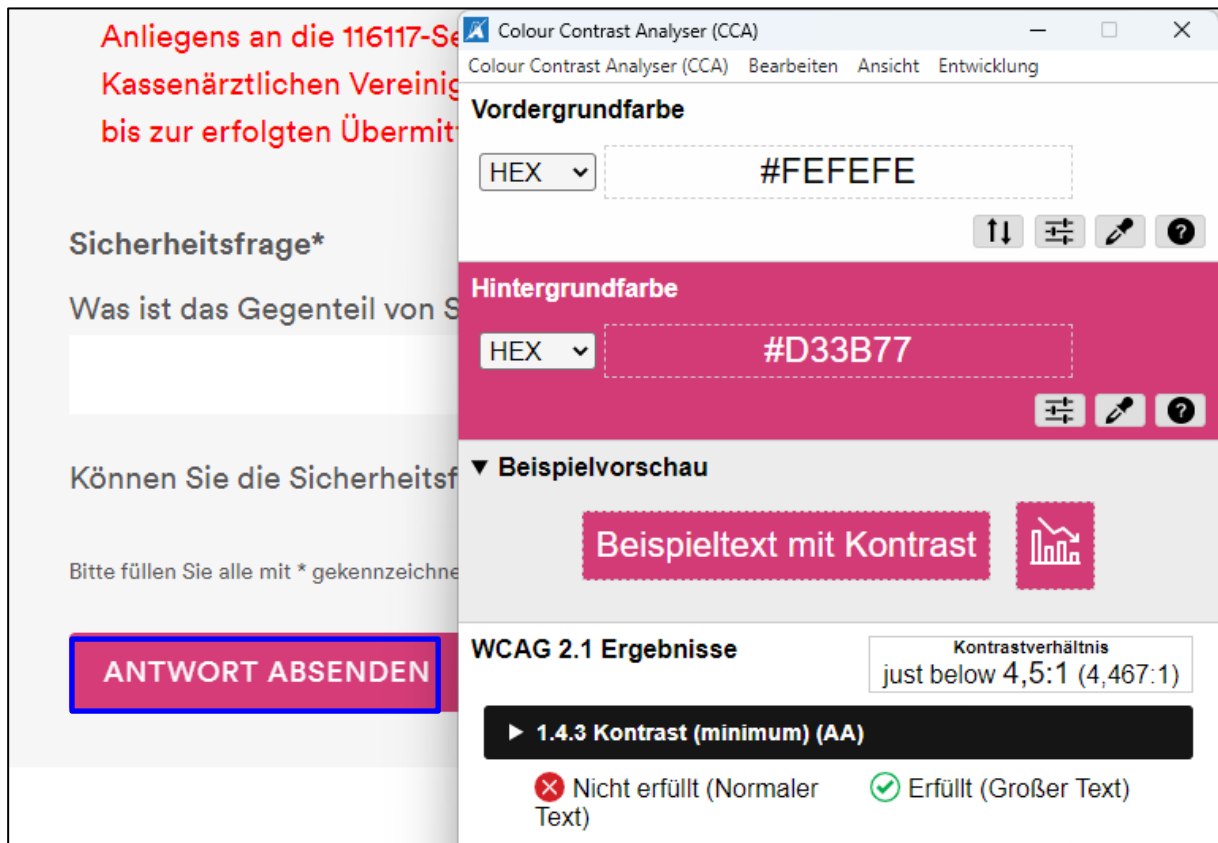 Anliegens an die 116117-Se
Kassenärztlichen Vereinig
bis zur erfolgten Übermitt
Sicherheitsfrage*
Was ist das Gegenteil von S
Können Sie die Sicherheitsf
Bitte füllen Sie alle mit * gekennzeichne
ANTWORT ABSENDEN
Colour Contrast Analyser (CCA)
Colour Contrast Analyser (CCA) Bearbeiten Ansicht Entwicklung
Vordergrundfarbe
HEX #FEFEFE
Hintergrundfarbe
HEX #D33B77
▼ Beispielvorschau
Beispieltext mit Kontrast
WCAG 2.1 Ergebnisse
Kontrastverhältnis
just below 4,5:1 (4,467:1)
▶ 1.4.3 Kontrast (minimum) (AA)
Nicht erfüllt (Normaler
Text)
Erfüllt (Großer Text)